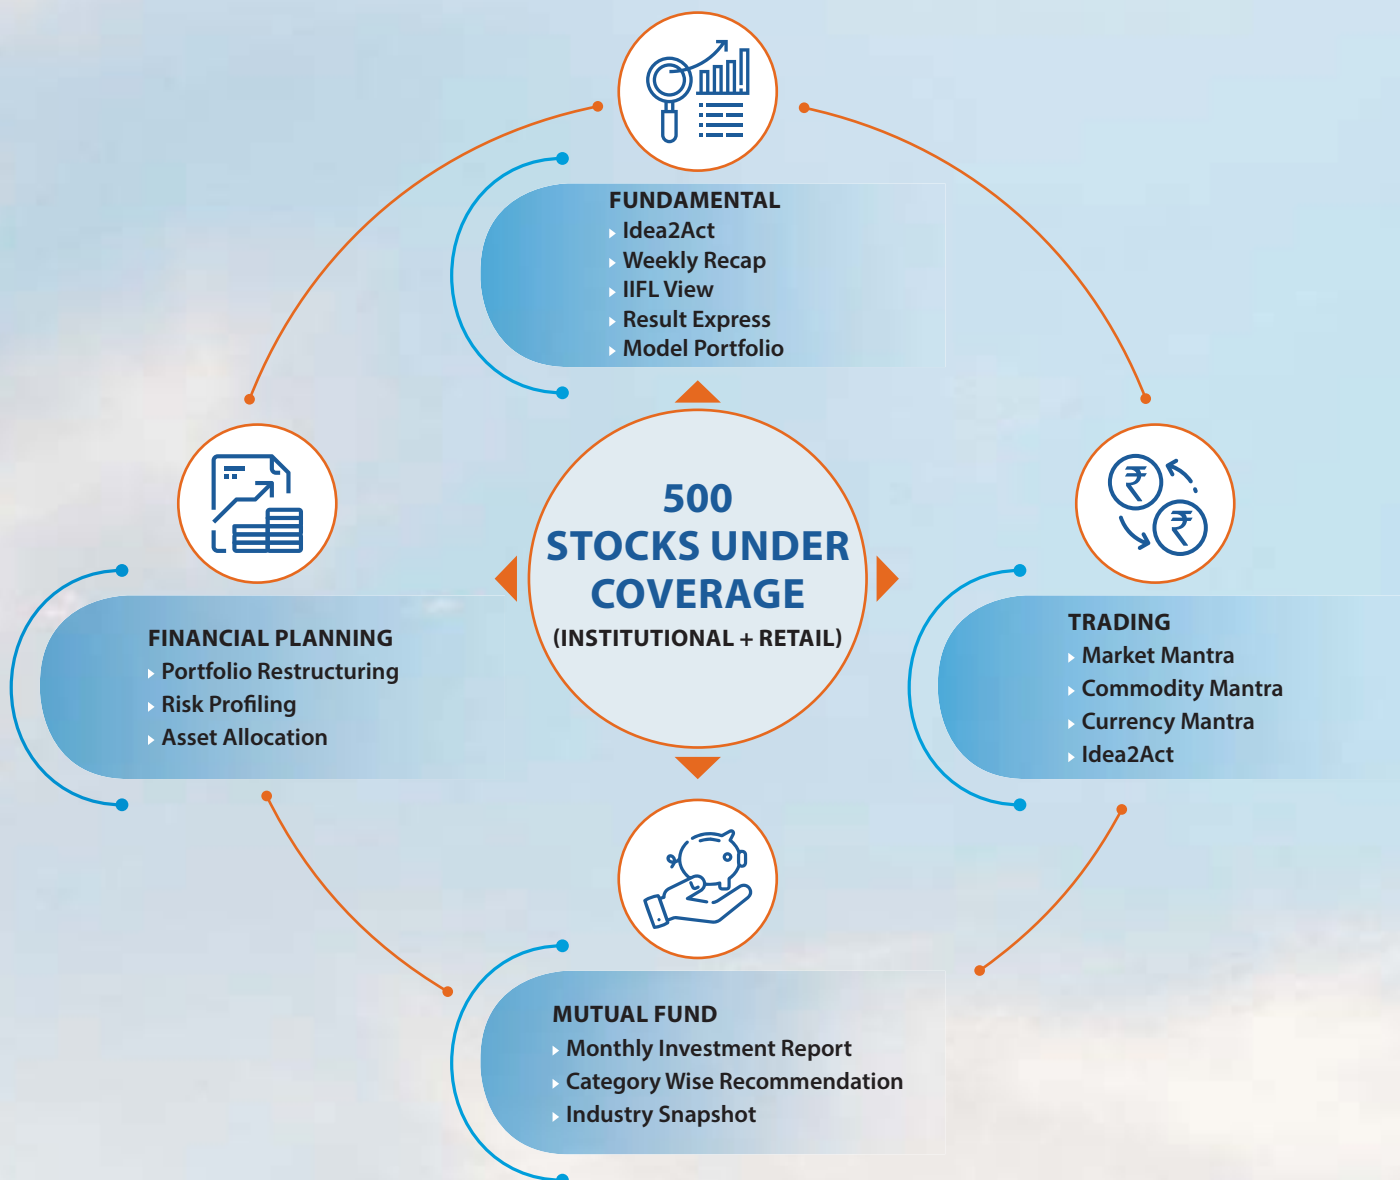 FUNDAMENTAL
Idea2Act
Weekly Recap
IIFL View
Result Express
Model Portfolio
500
STOCKS UNDER
COVERAGE
(INSTITUTIONAL + RETAIL)
FINANCIAL PLANNING
Portfolio Restructuring
Risk Profiling
Asset Allocation
₹
₹
TRADING
Market Mantra
Commodity Mantra
Currency Mantra
Idea2Act
MUTUAL FUND
Monthly Investment Report
Category Wise Recommendation
Industry Snapshot